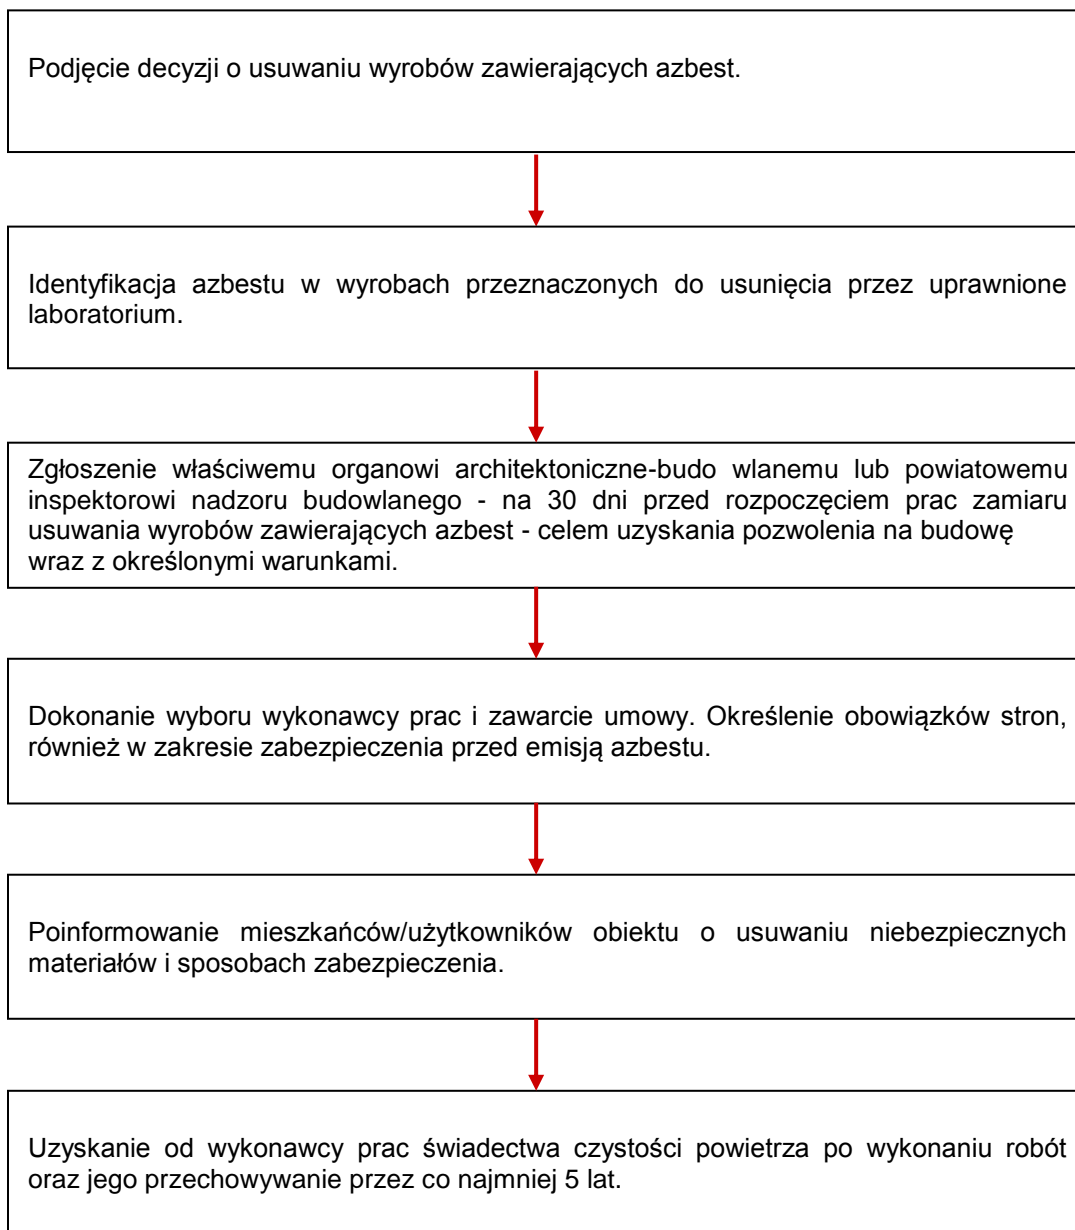 Podjęcie decyzji o usuwaniu wyrobów zawierających azbest.
Identyfikacja azbestu w wyrobach przeznaczonych do usunięcia przez uprawnione
laboratorium.
Zgłoszenie właściwemu organowi architektoniczne-budo wlanemu lub powiatowemu
inspektorowi nadzoru budowlanego - na 30 dni przed rozpoczęciem prac zamiaru
usuwania wyrobów zawierających azbest - celem uzyskania pozwolenia na budowę
wraz z określonymi warunkami.
Dokonanie wyboru wykonawcy prac i zawarcie umowy. Określenie obowiązków stron,
również w zakresie zabezpieczenia przed emisją azbestu.
Poinformowanie mieszkańców/użytkowników obiektu o usuwaniu niebezpiecznych
materiałów i sposobach zabezpieczenia.
Uzyskanie od wykonawcy prac świadectwa czystości powietrza po wykonaniu robót
oraz jego przechowywanie przez co najmniej 5 lat.